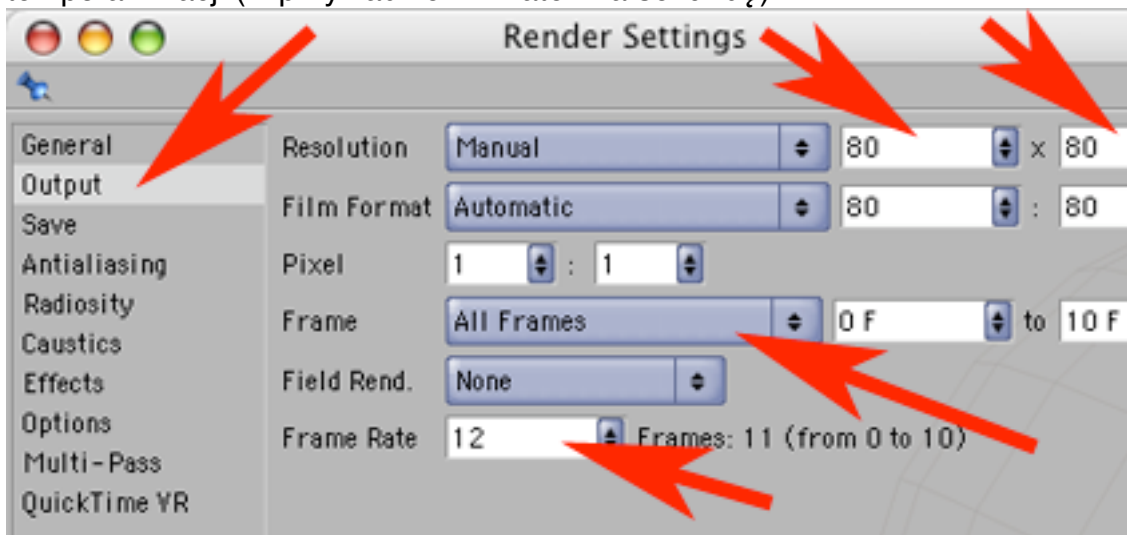 Render Settings
General
Output
Save
Antialiasing
Radiosity
Caustics
Effects
Options
Multi-Pass
QuickTime VR
Resolution Manual 80 x 80
Film Format Automatic 80 : 80
Pixel 1 : 1
Frame All Frames 0 F to 10 F
Field Rend. None
Frame Rate 12 Frames: 11 (from 0 to 10)